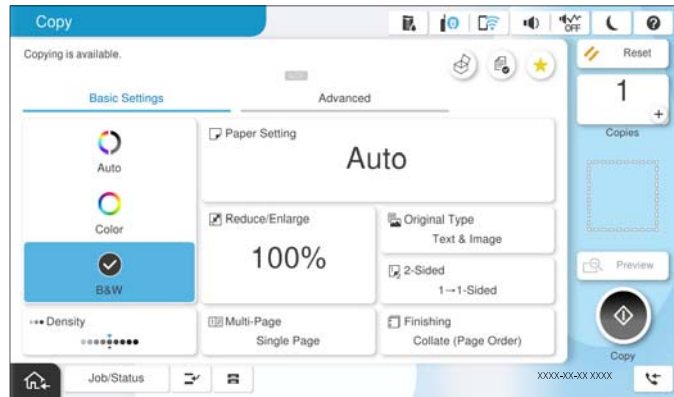 Copy
OFF
Copying is available.
Reset
1
Copies
Basic Settings
Advanced
Auto
Color
B&W
Density
Paper Setting
Auto
Reduce/Enlarge
100%
Original Type
Text & Image
2-Sided
1→1-Sided
Multi-Page
Single Page
Finishing
Collate (Page Order)
Preview
Copy
Job/Status
XXXX-XX-XX XXXX